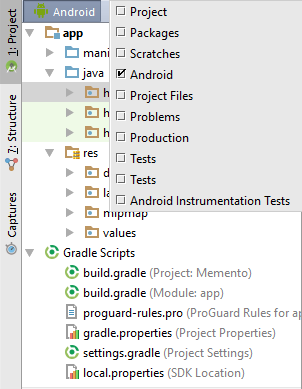 Android
1: Project
7: Structure
Captures
Project
Packages
Scratches
Android
Project Files
Problems
Production
Tests
Tests
Android Instrumentation Tests
app
mani
java
h
h
h
res
d
la
mipmap
values
Gradle Scripts
build.gradle (Project: Memento)
build.gradle (Module: app)
proguard-rules.pro (ProGuard Rules for ap
gradle.properties (Project Properties)
settings.gradle (Project Settings)
local.properties (SDK Location)